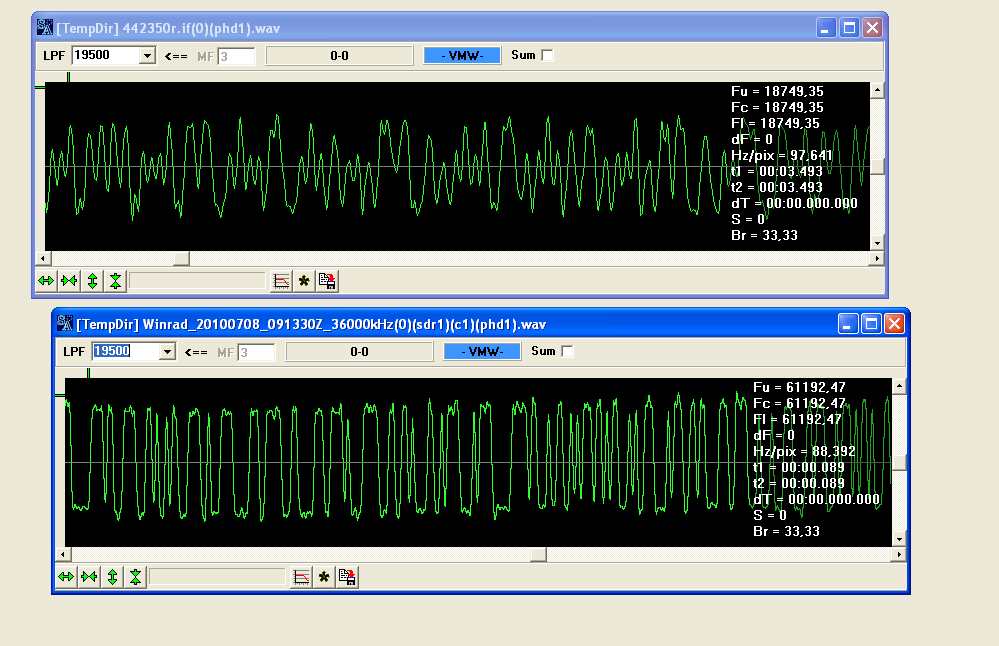 [TempDir] 442350r.if(0)(phd1).wav
LPF 19500 <== MF 3 0-0 - VMW- Sum
Fu = 18749,35
Fc = 18749,35
Fl = 18749,35
dF = 0
Hz/pix = 97,641
t1 = 00:03.493
t2 = 00:03.493
dT = 00:00.000.000
S = 0
Br = 33,33
[TempDir] Winrad_20100708_091330Z_36000kHz(0)(sdr1)(c1)(phd1).wav
LPF 19500 <== MF 3 0-0 - VMW- Sum
Fu = 61192,47
Fc = 61192,47
Fl = 61192,47
dF = 0
Hz/pix = 88,392
t1 = 00:00.089
t2 = 00:00.089
dT = 00:00.000.000
S = 0
Br = 33,33